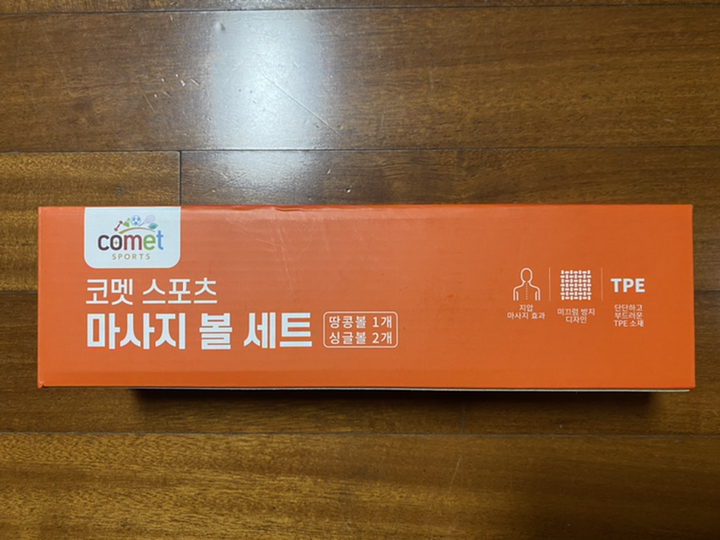 comet
SPORTS
코멧 스포츠
마사지 볼 세트
땅콩볼 1개
싱글볼 2개
지압
마사지 효과
미끄럼 방지
디자인
TPE
단단하고
부드러운
TPE 소재